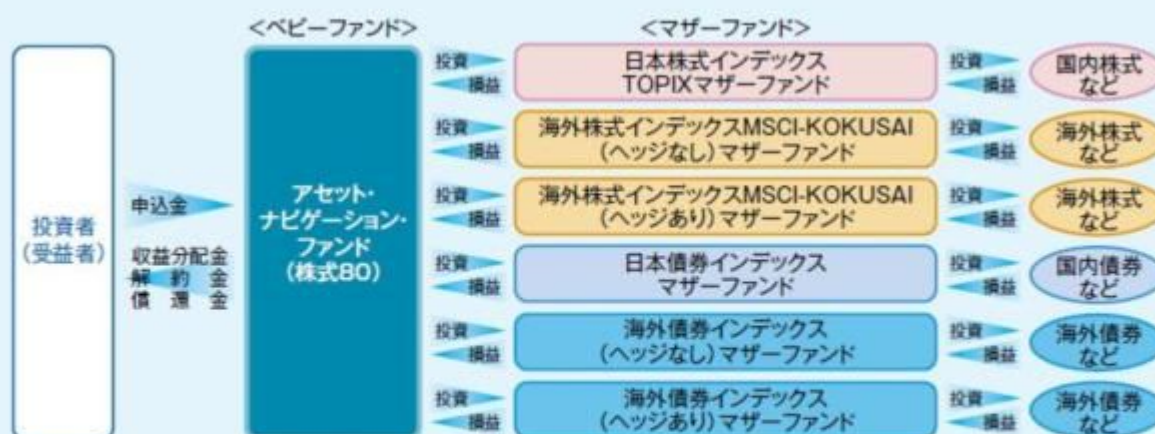 <ベビーファンド>
<マザーファンド>
投資者
(受益者)
申込金
収益分配金
解約金
償還金
アセット・
ナビゲーション・
ファンド
(株式80)
投資
損益
日本株式インデックス
TOPIXマザーファンド
投資
損益
国内株式
など
投資
損益
海外株式インデックスMSCI-KOKUSAI
(ヘッジなし)マザーファンド
投資
損益
海外株式
など
投資
損益
海外株式インデックスMSCI-KOKUSAI
(ヘッジあり)マザーファンド
投資
損益
海外株式
など
投資
損益
日本債券インデックス
マザーファンド
投資
損益
国内債券
など
投資
損益
海外債券インデックス
(ヘッジなし)マザーファンド
投資
損益
海外債券
など
投資
損益
海外債券インデックス
(ヘッジあり)マザーファンド
投資
損益
海外債券
など